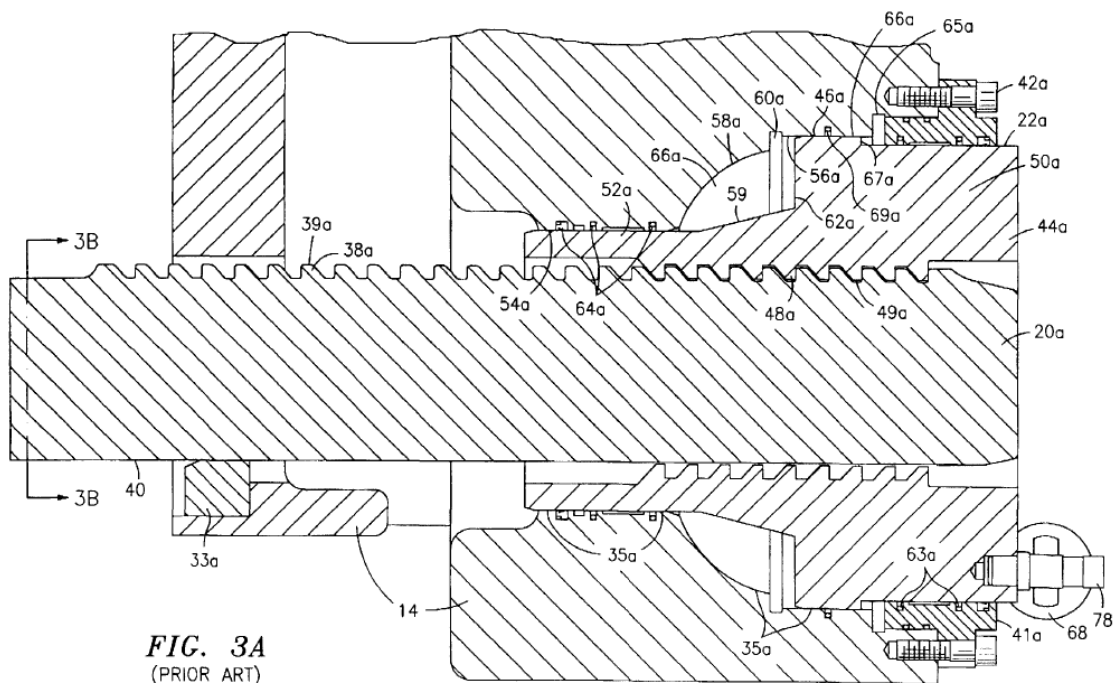 66a 65a
60a 46a
42a
58a
22a
66a
56a
67a
50a
52a
59
69a
62a
44a
3B
39a
38a
54a
64a
48a
49a
20a
3B
40
33a
35a
63a
14
35a
41a
68
78
FIG. 3A
(PRIOR ART)